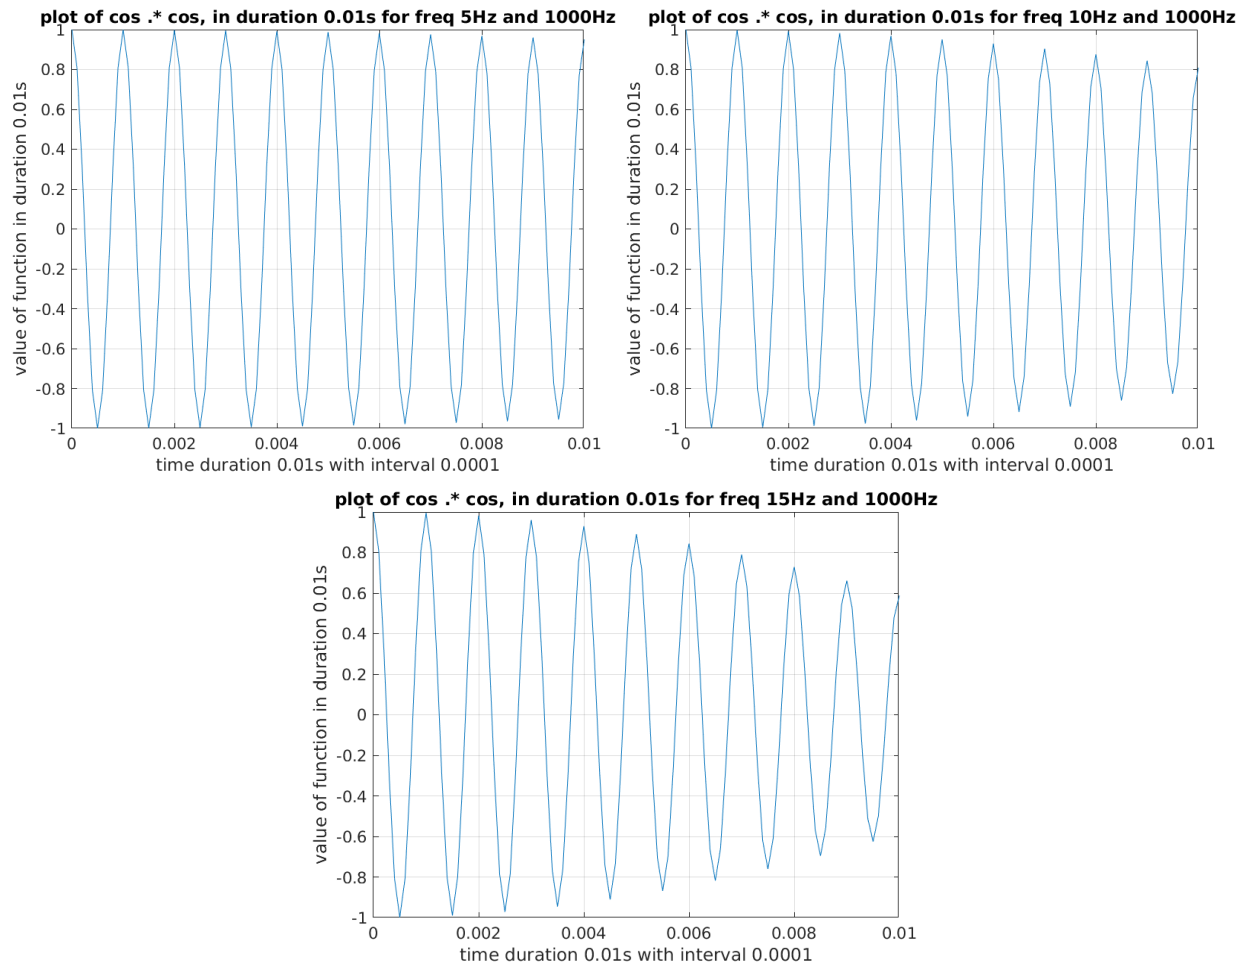 plot of cos .* cos, in duration 0.01s for freq 5Hz and 1000Hz
1
0.8
0.6
0.4
0.2
0
-0.2
-0.4
-0.6
-0.8
-1
value of function in duration 0.01s
0 0.002 0.004 0.006 0.008 0.01
time duration 0.01s with interval 0.0001
plot of cos .* cos, in duration 0.01s for freq 10Hz and 1000Hz
1
0.8
0.6
0.4
0.2
0
-0.2
-0.4
-0.6
-0.8
-1
value of function in duration 0.01s
0 0.002 0.004 0.006 0.008 0.01
time duration 0.01s with interval 0.0001
plot of cos .* cos, in duration 0.01s for freq 15Hz and 1000Hz
1
0.8
0.6
0.4
0.2
0
-0.2
-0.4
-0.6
-0.8
-1
value of function in duration 0.01s
0 0.002 0.004 0.006 0.008 0.01
time duration 0.01s with interval 0.0001